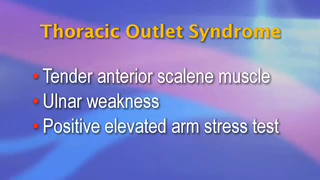 Thoracic Outlet Syndrome
• Tender anterior scalene muscle
• Ulnar weakness
• Positive elevated arm stress test